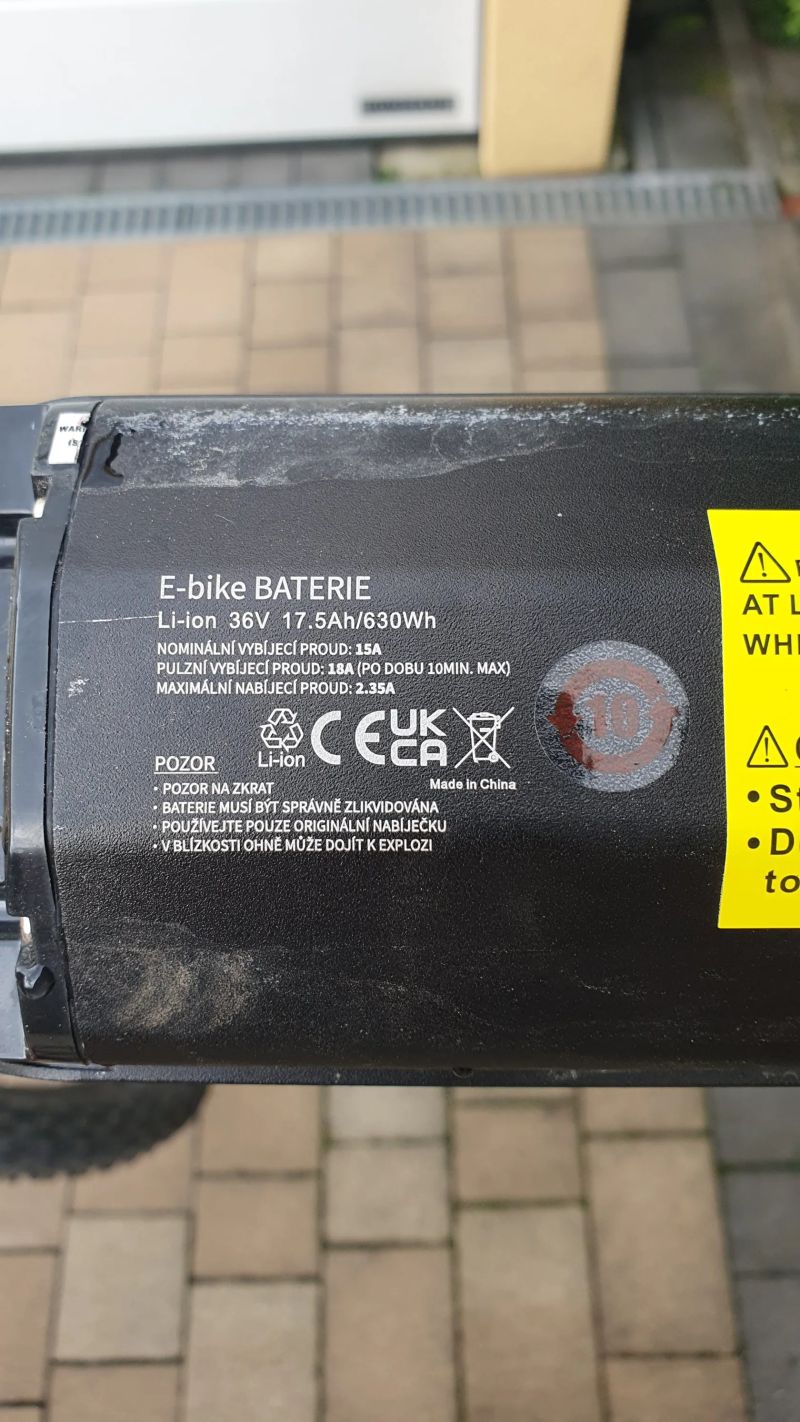 E-bike BATERIE
Li-ion 36V 17.5Ah/630Wh
NOMINÁLNÍ VYBÍJECÍ PROUD: 15A
PULZNÍ VYBÍJECÍ PROUD: 18A (PO DOBU 10MIN. MAX)
MAXIMÁLNÍ NABÍJECÍ PROUD: 2.35A
Li-ion
CE
UK
CA
Made in China
POZOR
• POZOR NA ZKRAT
• BATERIE MUSÍ BÝT SPRÁVNĚ ZLIKVIDOVÁNA
• POUŽÍVEJTE POUZE ORIGINÁLNÍ NABÍJEČKU
• V BLÍZKOSTI OHNĚ MŮŽE DOJÍT K EXPLOZI
10
AT
to